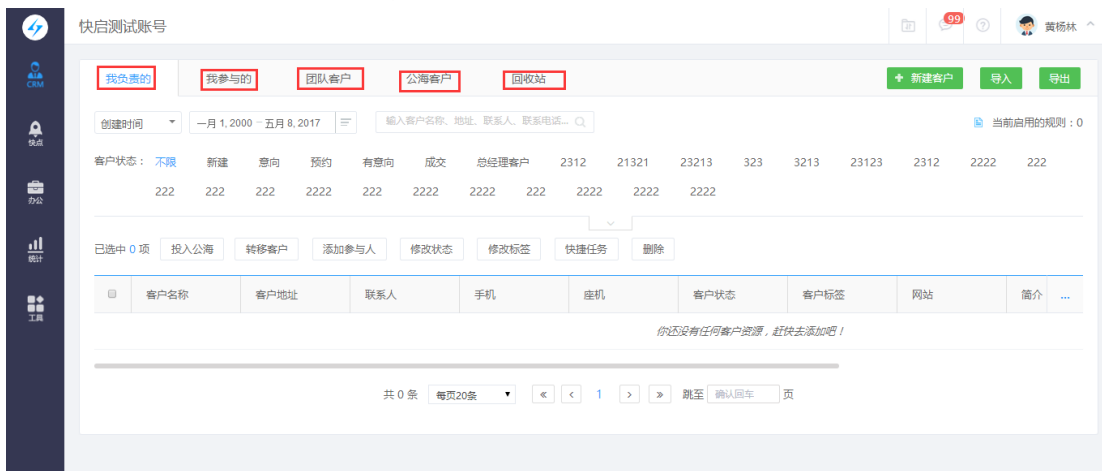 快启测试账号 99 黄杨林
CRM
快点
办公
统计
工具
我负责的 我参与的 团队客户 公海客户 回收站 + 新建客户 导入 导出
创建时间 一月 1, 2000 - 五月 8, 2017 输入客户名称、地址、联系人、联系电话... 当前启用的规则：0
客户状态： 不限 新建 意向 预约 有意向 成交 总经理客户 2312 21321 23213 323 3213 23123 2312 2222 222
222 222 222 2222 222 2222 2222 222 2222 2222 2222
已选中 0 项 投入公海 转移客户 添加参与人 修改状态 修改标签 快捷任务 删除
客户名称 客户地址 联系人 手机 座机 客户状态 客户标签 网站 简介 ...
你还没有任何客户资源，赶快去添加吧！
共 0 条 每页20条 « < 1 > » 跳至 确认回车 页